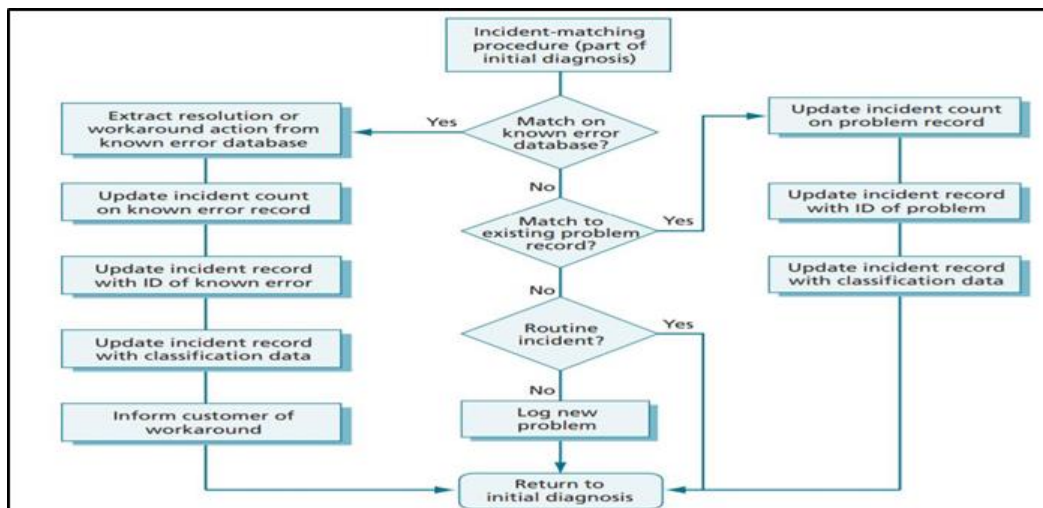 Incident-matching
procedure (part of
initial diagnosis)
Extract resolution or
workaround action from
known error database
Yes
Match on
known error
database?
Update incident count
on problem record
No
Update incident count
on known error record
Match to
existing problem
record?
Yes
Update incident record
with ID of problem
Update incident record
with ID of known error
No
Update incident record
with classification data
Routine
incident?
Yes
Update incident record
with classification data
No
Inform customer of
workaround
Log new
problem
Return to
initial diagnosis